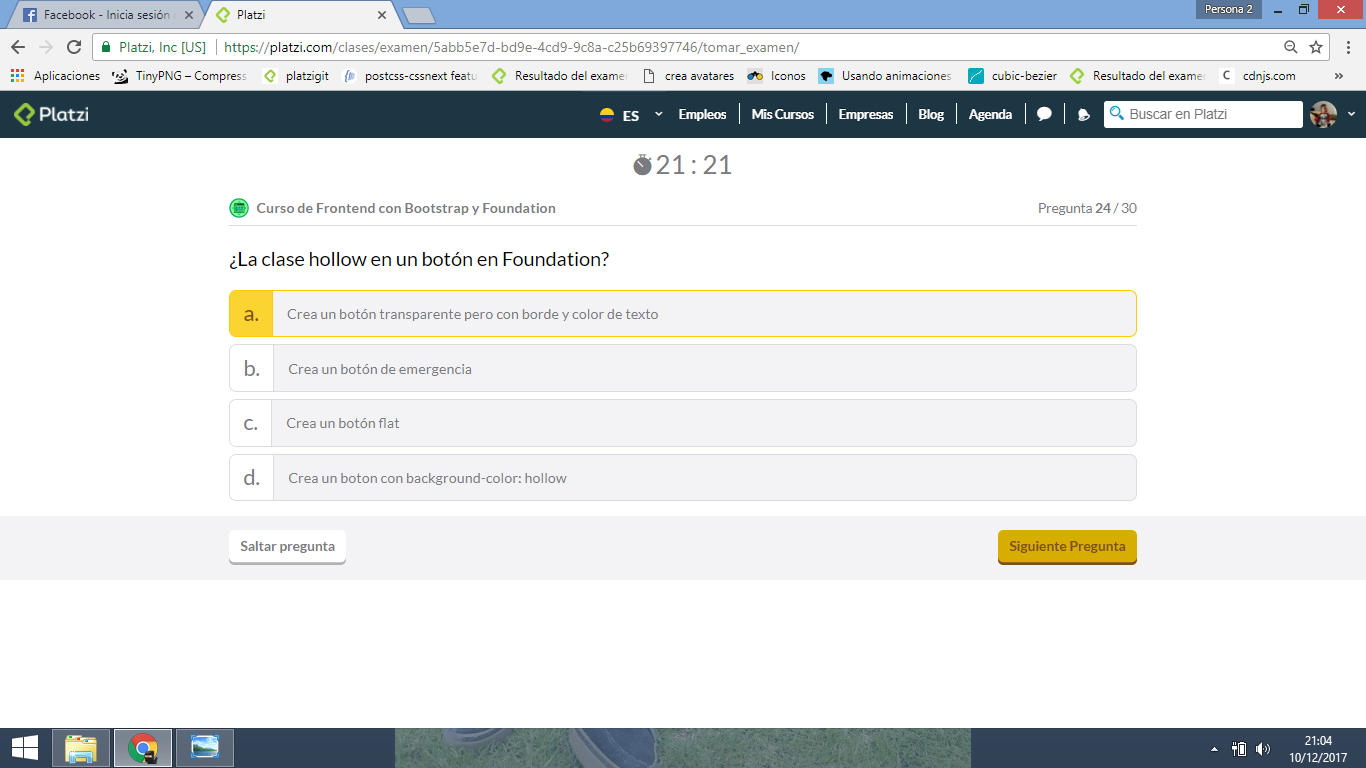 Persona 2
Facebook - Inicia sesión
Platzi
Platzi, Inc [US]
https://platzi.com/clases/examen/5abb5e7d-bd9e-4cd9-9c8a-c25b69397746/tomar_examen/
Aplicaciones
TinyPNG – Compress
platzigit
postcss-cssnext featu
Resultado del exame
crea avatares
Iconos
Usando animaciones
cubic-bezier
Resultado del exame
C
cdnjs.com
»
Platzi
ES
Empleos
Mis Cursos
Empresas
Blog
Agenda
Buscar en Platzi
21 : 21
Curso de Frontend con Bootstrap y Foundation
Pregunta 24 / 30
¿La clase hollow en un botón en Foundation?
a. Crea un botón transparente pero con borde y color de texto
b. Crea un botón de emergencia
c. Crea un botón flat
d. Crea un boton con background-color: hollow
Saltar pregunta
Siguiente Pregunta
21:04
10/12/2017